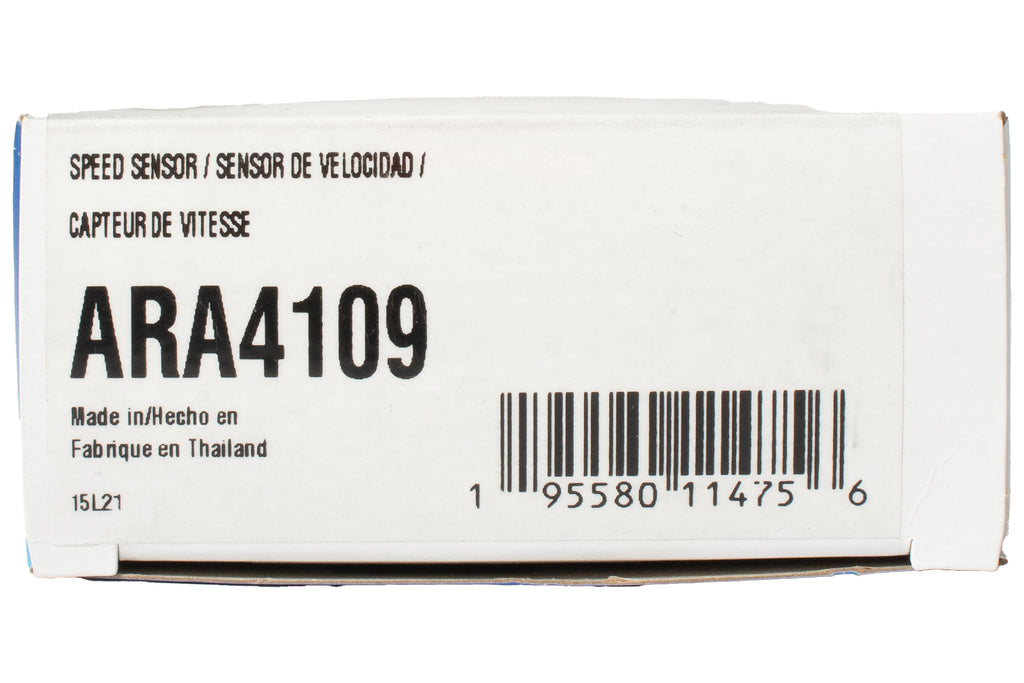 SPEED SENSOR / SENSOR DE VELOCIDAD /
CAPTEUR DE VITESSE
ARA4109
Made in/Hecho en
Fabrique en Thailand
15L21
1 95580 11475 6